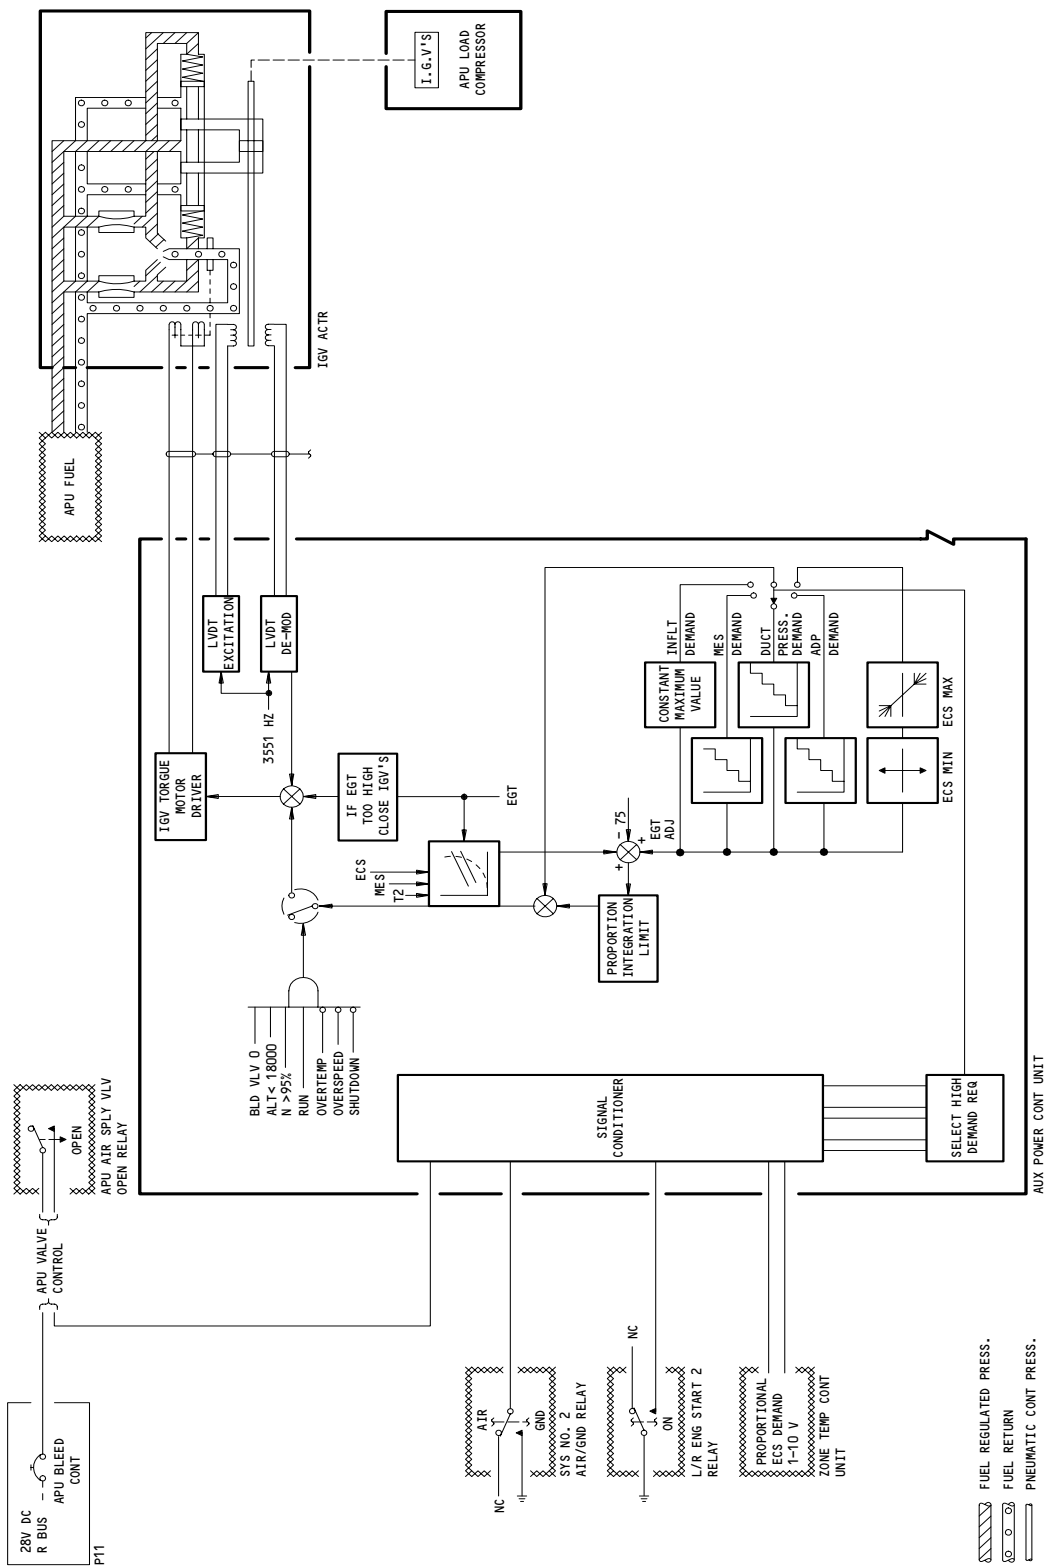 28V DC
R BUS
APU BLEED
CONT
P11
APU VALVE
CONTROL
OPEN
APU AIR SPLY VLV
OPEN RELAY
NC
AIR
GND
SYS NO. 2
AIR/GND RELAY
NC
ON
L/R ENG START 2
RELAY
PROPORTIONAL
ECS DEMAND
1-10 V
ZONE TEMP CONT
UNIT
FUEL REGULATED PRESS.
FUEL RETURN
PNEUMATIC CONT PRESS.
BLD VLV O
ALT < 18000
N >95%
RUN
OVERTEMP
OVERSPEED
SHUTDOWN
SIGNAL
CONDITIONER
SELECT HIGH
DEMAND REQ
AUX POWER CONT UNIT
IGV TORGUE
MOTOR
DRIVER
3551 HZ
LVDT
EXCITATION
LVDT
DE-MOD
IF EGT
TOO HIGH
CLOSE IGV'S
EGT
ECS
MES
T2
- 75
+
+
EGT
ADJ
PROPORTION
INTEGRATION
LIMIT
CONSTANT
MAXIMUM
VALUE
INFLT
DEMAND
MES
DEMAND
DUCT
PRESS.
DEMAND
ADP
DEMAND
ECS MIN
ECS MAX
APU FUEL
IGV ACTR
I.G.V'S
APU LOAD
COMPRESSOR